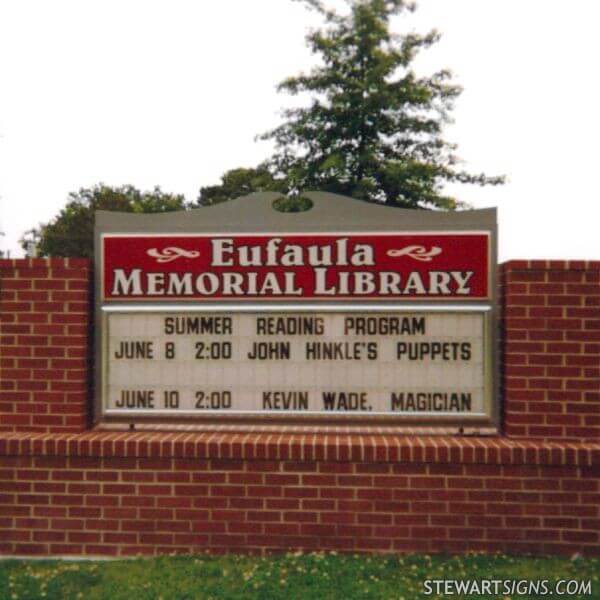 Eufaula
MEMORIAL LIBRARY
SUMMER READING PROGRAM
JUNE 8 2:00 JOHN HINKLE'S PUPPETS
JUNE 10 2:00 KEVIN WADE, MAGICIAN
STEWARTSIGNS.COM